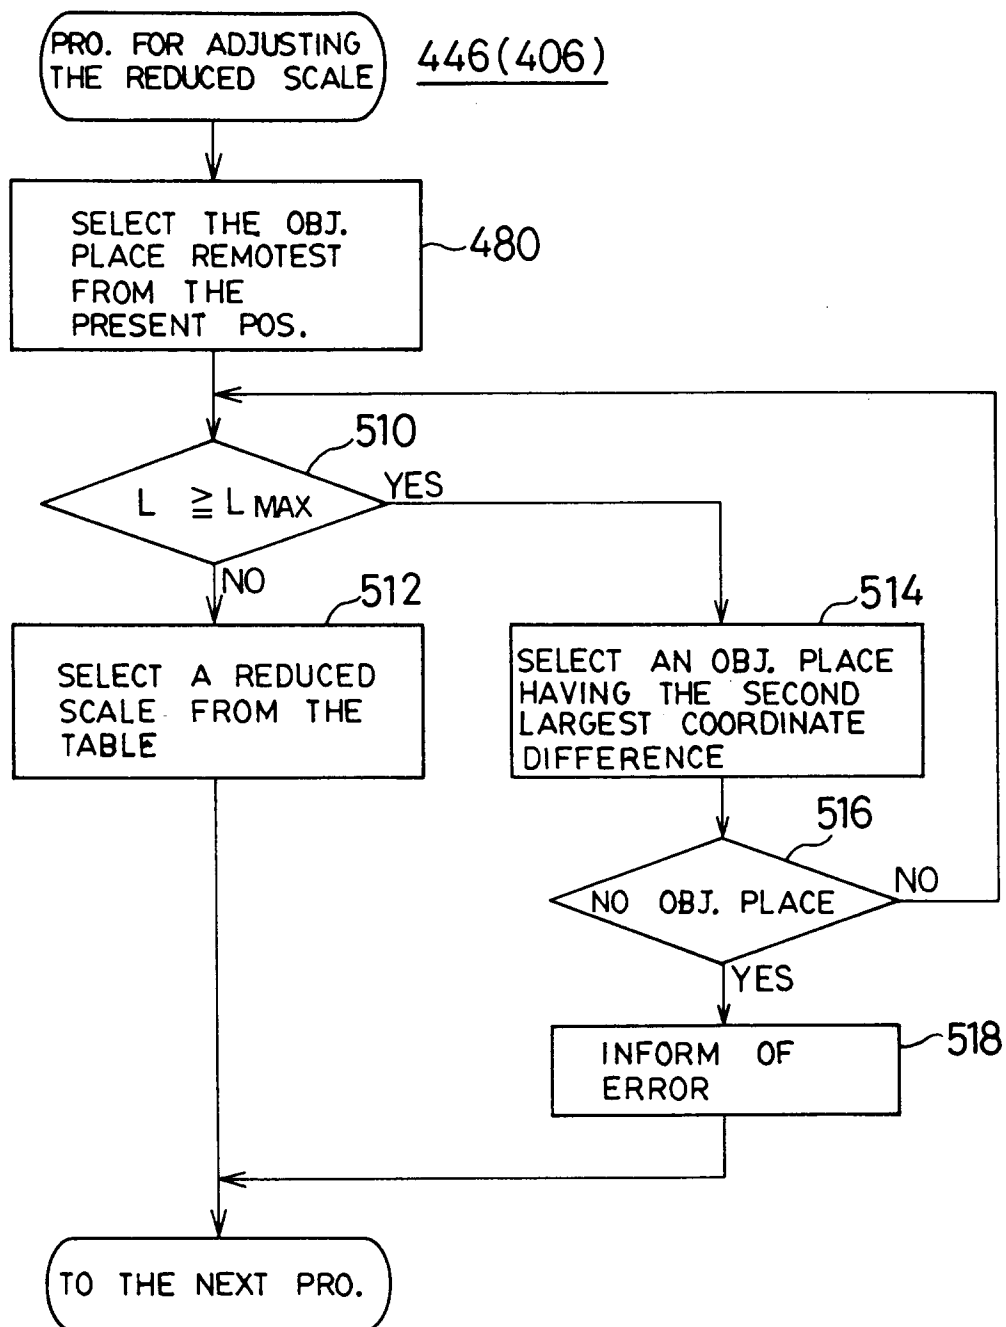 PRO. FOR ADJUSTING
THE REDUCED SCALE
446(406)
SELECT THE OBJ.
PLACE REMOTEST
FROM THE
PRESENT POS.
480
510
L ≧ LMAX
YES
NO
512
SELECT A REDUCED
SCALE FROM THE
TABLE
514
SELECT AN OBJ. PLACE
HAVING THE SECOND
LARGEST COORDINATE
DIFFERENCE
516
NO OBJ. PLACE
NO
YES
518
INFORM OF
ERROR
TO THE NEXT PRO.